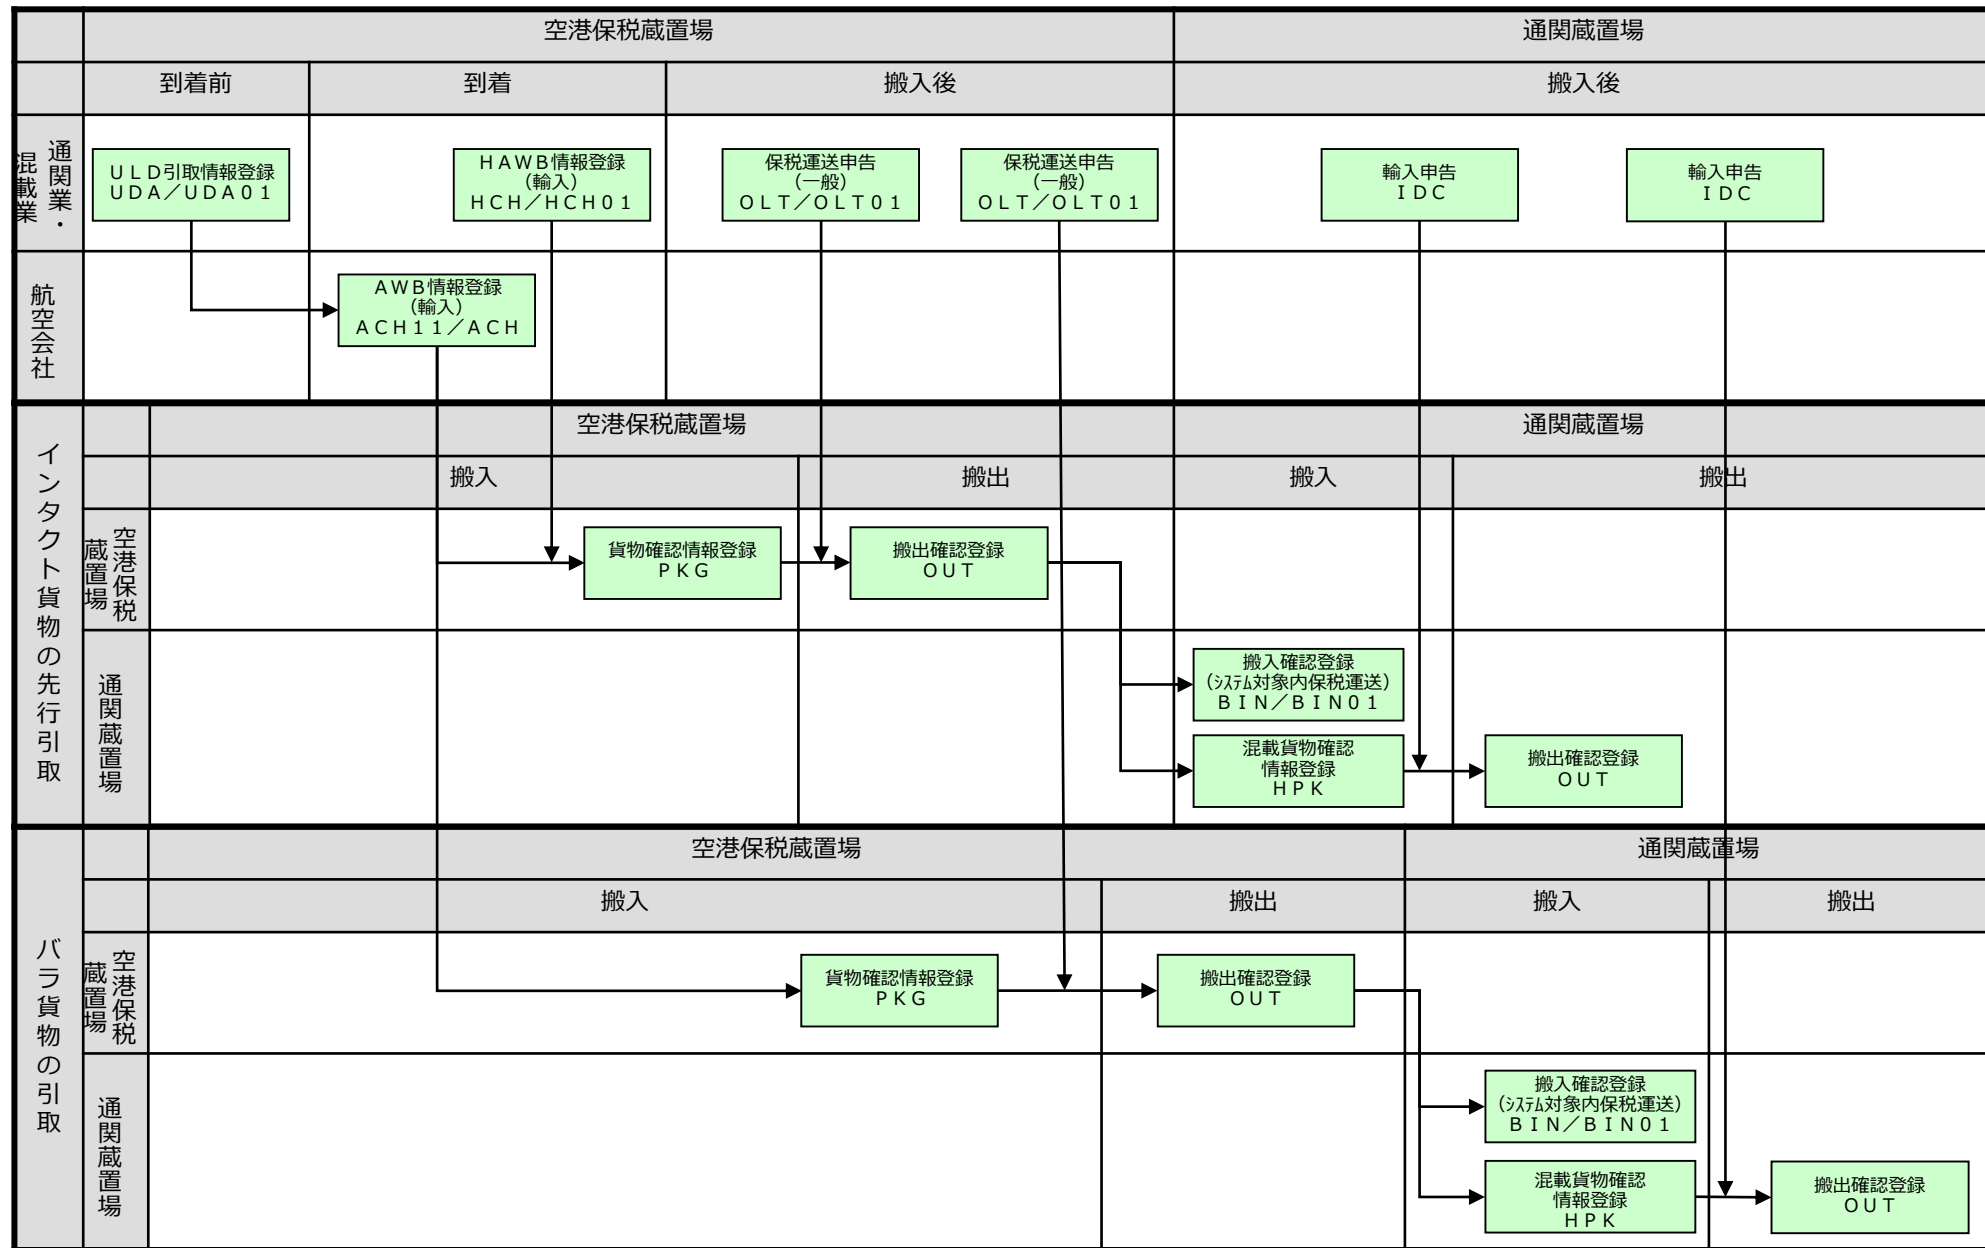 空港保税蔵置場
通関蔵置場
到着前
到着
搬入後
搬入後
通関業・
混載業
ＵＬＤ引取情報登録
ＵＤＡ／ＵＤＡ０１
ＨＡＷＢ情報登録
（輸入）
ＨＣＨ／ＨＣＨ０１
保税運送申告
（一般）
ＯＬＴ／ＯＬＴ０１
保税運送申告
（一般）
ＯＬＴ／ＯＬＴ０１
輸入申告
ＩＤＣ
輸入申告
ＩＤＣ
航空会社
ＡＷＢ情報登録
（輸入）
ＡＣＨ１１／ＡＣＨ
インタクト貨物の先行引取
空港保税蔵置場
通関蔵置場
搬入
搬出
搬入
搬出
空港保税
蔵置場
貨物確認情報登録
ＰＫＧ
搬出確認登録
ＯＵＴ
通関蔵置場
搬入確認登録
（ｼｽﾃﾑ対象内保税運送）
ＢＩＮ／ＢＩＮ０１
混載貨物確認
情報登録
ＨＰＫ
搬出確認登録
ＯＵＴ
バラ貨物の引取
空港保税蔵置場
通関蔵置場
搬入
搬出
搬入
搬出
空港保税
蔵置場
貨物確認情報登録
ＰＫＧ
搬出確認登録
ＯＵＴ
通関蔵置場
搬入確認登録
（ｼｽﾃﾑ対象内保税運送）
ＢＩＮ／ＢＩＮ０１
混載貨物確認
情報登録
ＨＰＫ
搬出確認登録
ＯＵＴ